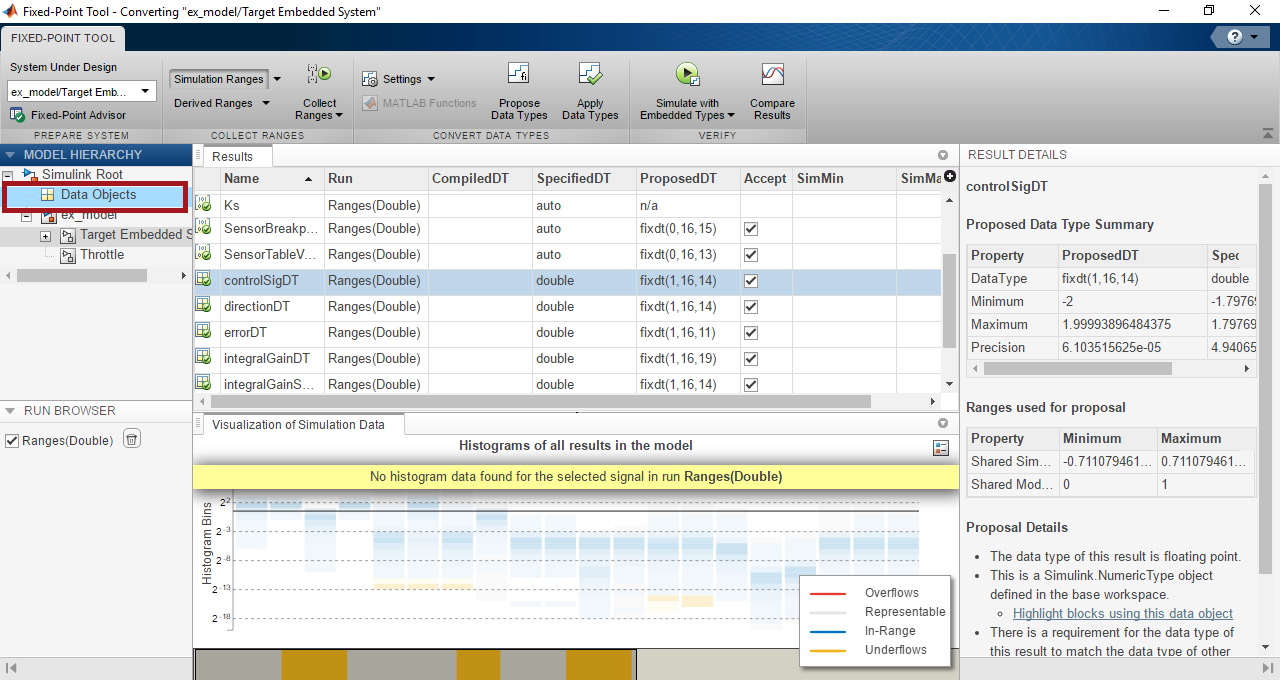 Fixed-Point Tool - Converting "ex_model/Target Embedded System"
FIXED-POINT TOOL
System Under Design
ex_model/Target Emb...
Fixed-Point Advisor
PREPARE SYSTEM
Simulation Ranges
Derived Ranges
Collect
Ranges
COLLECT RANGES
Settings
MATLAB Functions
Propose
Data Types
Apply
Data Types
CONVERT DATA TYPES
Simulate with
Embedded Types
Compare
Results
VERIFY
MODEL HIERARCHY
Simulink Root
Data Objects
ex_model
Target Embedded S
Throttle
RUN BROWSER
Ranges(Double)
Results
Name Run CompiledDT SpecifiedDT ProposedDT Accept SimMin SimMa
Ks Ranges(Double) auto n/a
SensorBreakp... Ranges(Double) auto fixdt(0,16,15)
SensorTableV... Ranges(Double) auto fixdt(0,16,13)
controlSigDT Ranges(Double) double fixdt(1,16,14)
directionDT Ranges(Double) double fixdt(1,16,14)
errorDT Ranges(Double) double fixdt(1,16,11)
integralGainDT Ranges(Double) double fixdt(1,16,19)
integralGainS... Ranges(Double) double fixdt(1,16,14)
Visualization of Simulation Data
Histograms of all results in the model
No histogram data found for the selected signal in run Ranges(Double)
Histogram Bins
2^2
2^-3
2^-8
2^-13
2^-18
Overflows
Representable
In-Range
Underflows
RESULT DETAILS
controlSigDT
Proposed Data Type Summary
Property ProposedDT Spec
DataType fixdt(1,16,14) double
Minimum -2 -1.7976
Maximum 1.99993896484375 1.79769
Precision 6.103515625e-05 4.94065
Ranges used for proposal
Property Minimum Maximum
Shared Sim... -0.711079461... 0.711079461...
Shared Mod... 0 1
Proposal Details
• The data type of this result is floating point.
• This is a Simulink.NumericType object
defined in the base workspace.
◦ Highlight blocks using this data object
• There is a requirement for the data type of
this result to match the data type of other